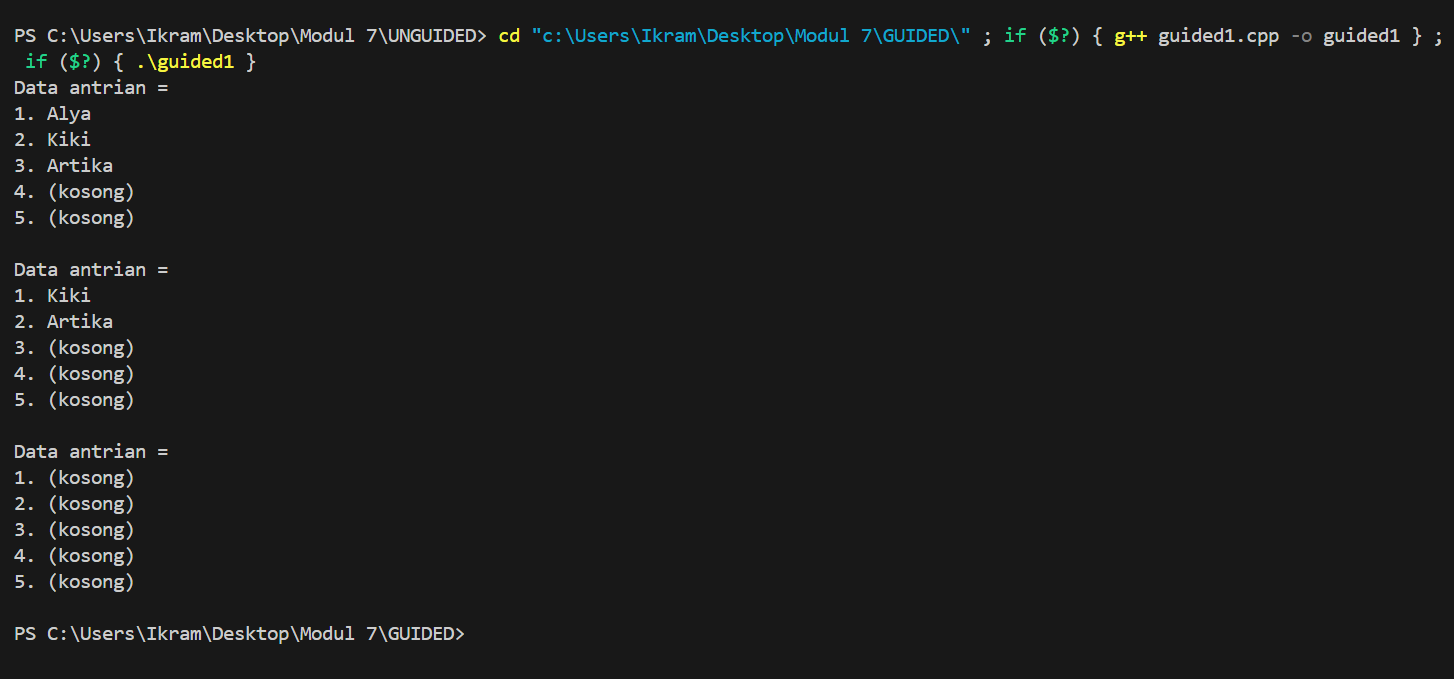 PS C:\Users\Ikram\Desktop\Modul 7\UNGUIDED> cd "c:\Users\Ikram\Desktop\Modul 7\GUIDED\" ; if ($?) { g++ guided1.cpp -o guided1 } ;
 if ($?) { .\guided1 }
Data antrian =
1. Alya
2. Kiki
3. Artika
4. (kosong)
5. (kosong)

Data antrian =
1. Kiki
2. Artika
3. (kosong)
4. (kosong)
5. (kosong)

Data antrian =
1. (kosong)
2. (kosong)
3. (kosong)
4. (kosong)
5. (kosong)

PS C:\Users\Ikram\Desktop\Modul 7\GUIDED>